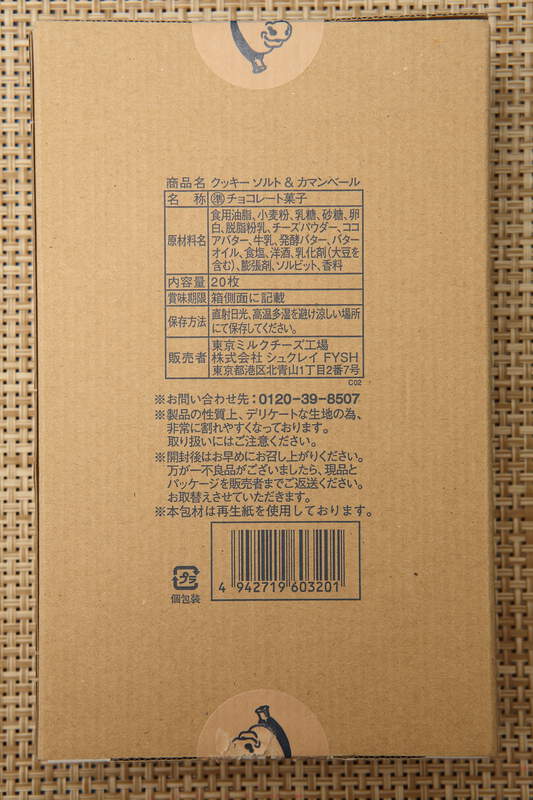 商品名 クッキー ソルト & カマンベール
名 称 ㊣チョコレート菓子
原材料名 食用油脂、小麦粉、乳糖、砂糖、卵
白、脱脂粉乳、チーズパウダー、ココ
アバター、牛乳、発酵バター、バター
オイル、食塩、洋酒、乳化剤(大豆を
含む)、膨張剤、ソルビット、香料
内容量 20枚
賞味期限 箱側面に記載
保存方法 直射日光、高温多湿を避け涼しい場所
にて保存してください。
販売者 東京ミルクチーズ工場
株式会社 シュクレイ FYSH
東京都港区北青山1丁目2番7号
C02
※お問い合わせ先:0120-39-8507
※製品の性質上、デリケートな生地の為、
非常に割れやすくなっております。
取り扱いにはご注意ください。
※開封後はお早めにお召し上がりください。
万が一不良品がございましたら、現品と
パッケージを販売者までご返送ください。
お取替えさせていただきます。
※本包材は再生紙を使用しております。
プラ
個包装
4 942719 603201